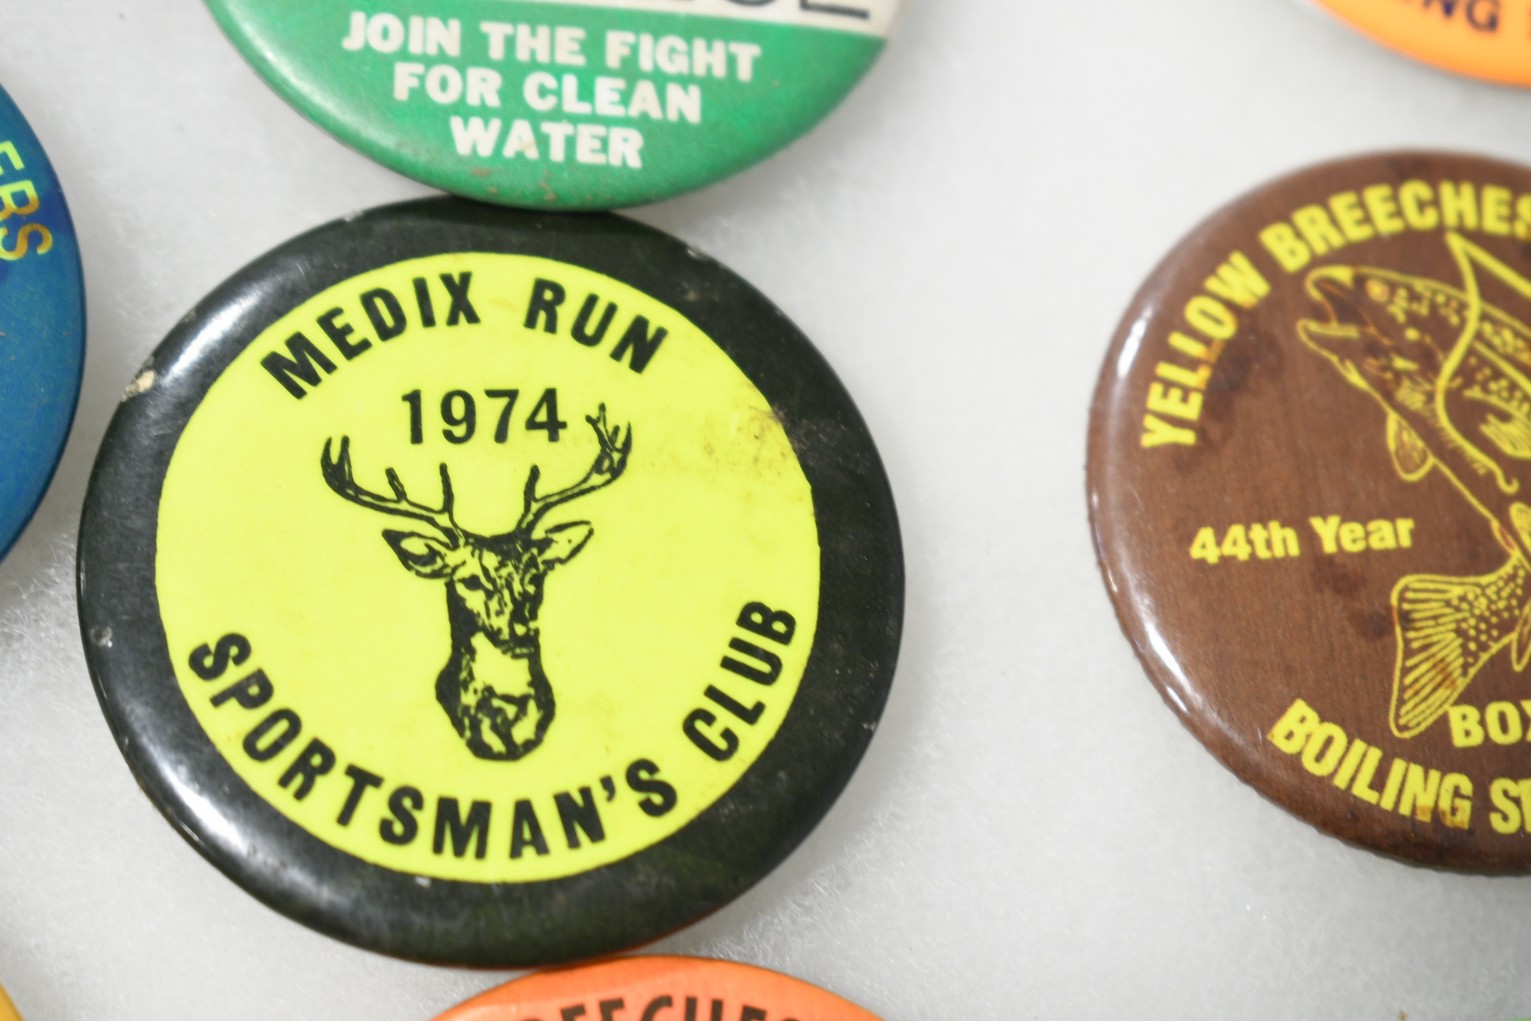 JOIN THE FIGHT
FOR CLEAN
WATER
MEDIX RUN
1974
SPORTSMAN'S CLUB
YELLOW BREECHES
44th Year
BOILING